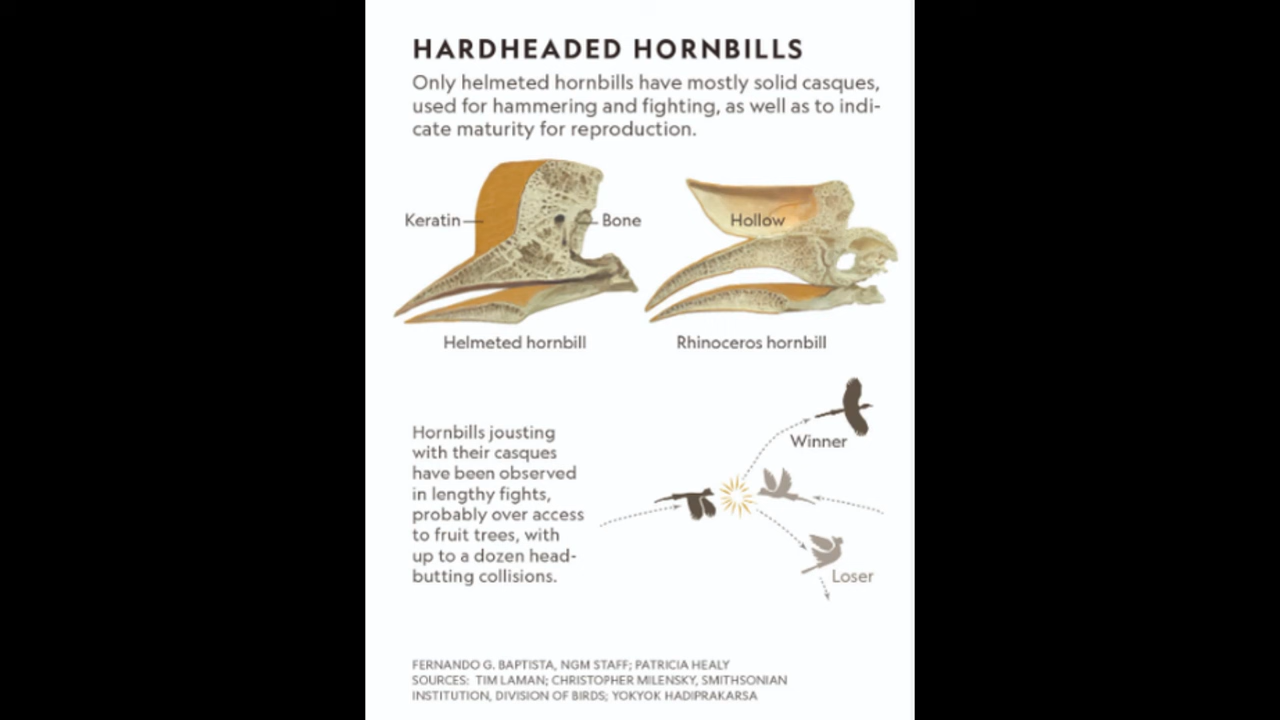 HARDHEADED HORNBILLS
Only helmeted hornbills have mostly solid casques,
used for hammering and fighting, as well as to indi-
cate maturity for reproduction.
Keratin
Bone
Hollow
Helmeted hornbill
Rhinoceros hornbill
Hornbills jousting
with their casques
have been observed
in lengthy fights,
probably over access
to fruit trees, with
up to a dozen head-
butting collisions.
Winner
Loser
FERNANDO G. BAPTISTA, NGM STAFF; PATRICIA HEALY
SOURCES: TIM LAMAN; CHRISTOPHER MILENSKY, SMITHSONIAN
INSTITUTION, DIVISION OF BIRDS; YOKYOK HADIPRAKARSA